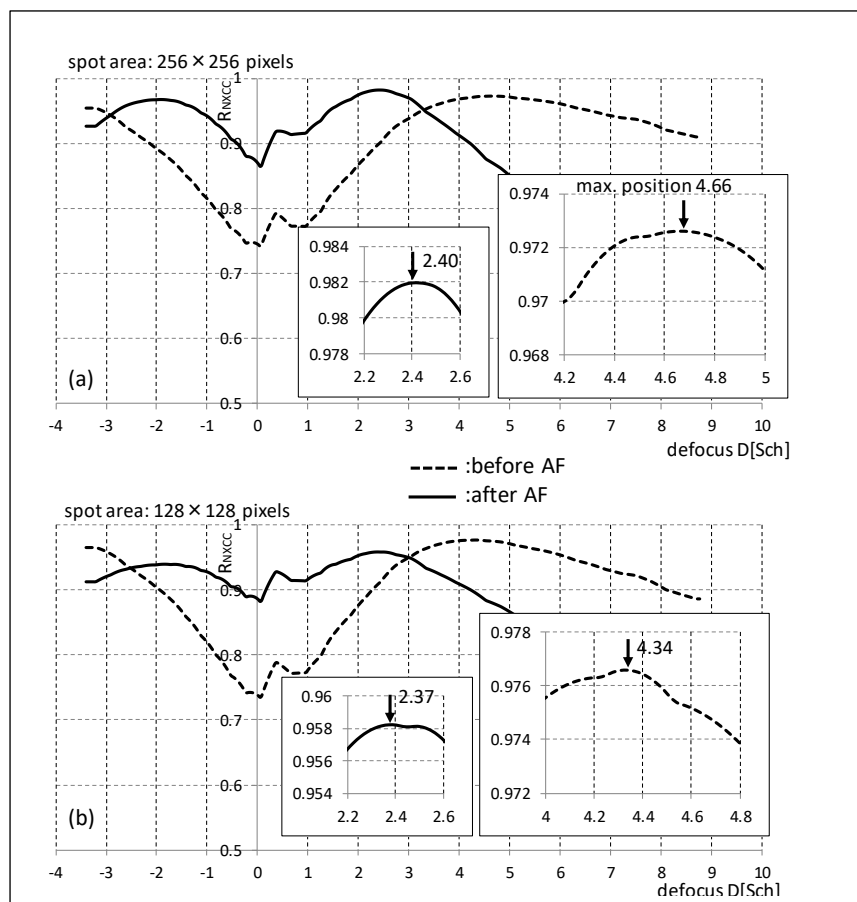 spot area: 256 × 256 pixels
R_NXCC
1
0.9
0.8
0.7
0.6
0.5
max. position 4.66
0.974
0.972
0.97
0.968
4.2 4.4 4.6 4.8 5
2.40
0.984
0.982
0.98
0.978
2.2 2.4 2.6
(a)
-4 -3 -2 -1 0 1 2 3 4 5 6 7 8 9 10
defocus D[Sch]
:before AF
:after AF
spot area: 128 × 128 pixels
R_NXCC
1
0.9
0.8
0.7
0.6
0.5
4.34
0.978
0.976
0.974
0.972
4 4.2 4.4 4.6 4.8
2.37
0.96
0.958
0.956
0.954
2.2 2.4 2.6
(b)
-4 -3 -2 -1 0 1 2 3 4 5 6 7 8 9 10
defocus D[Sch]